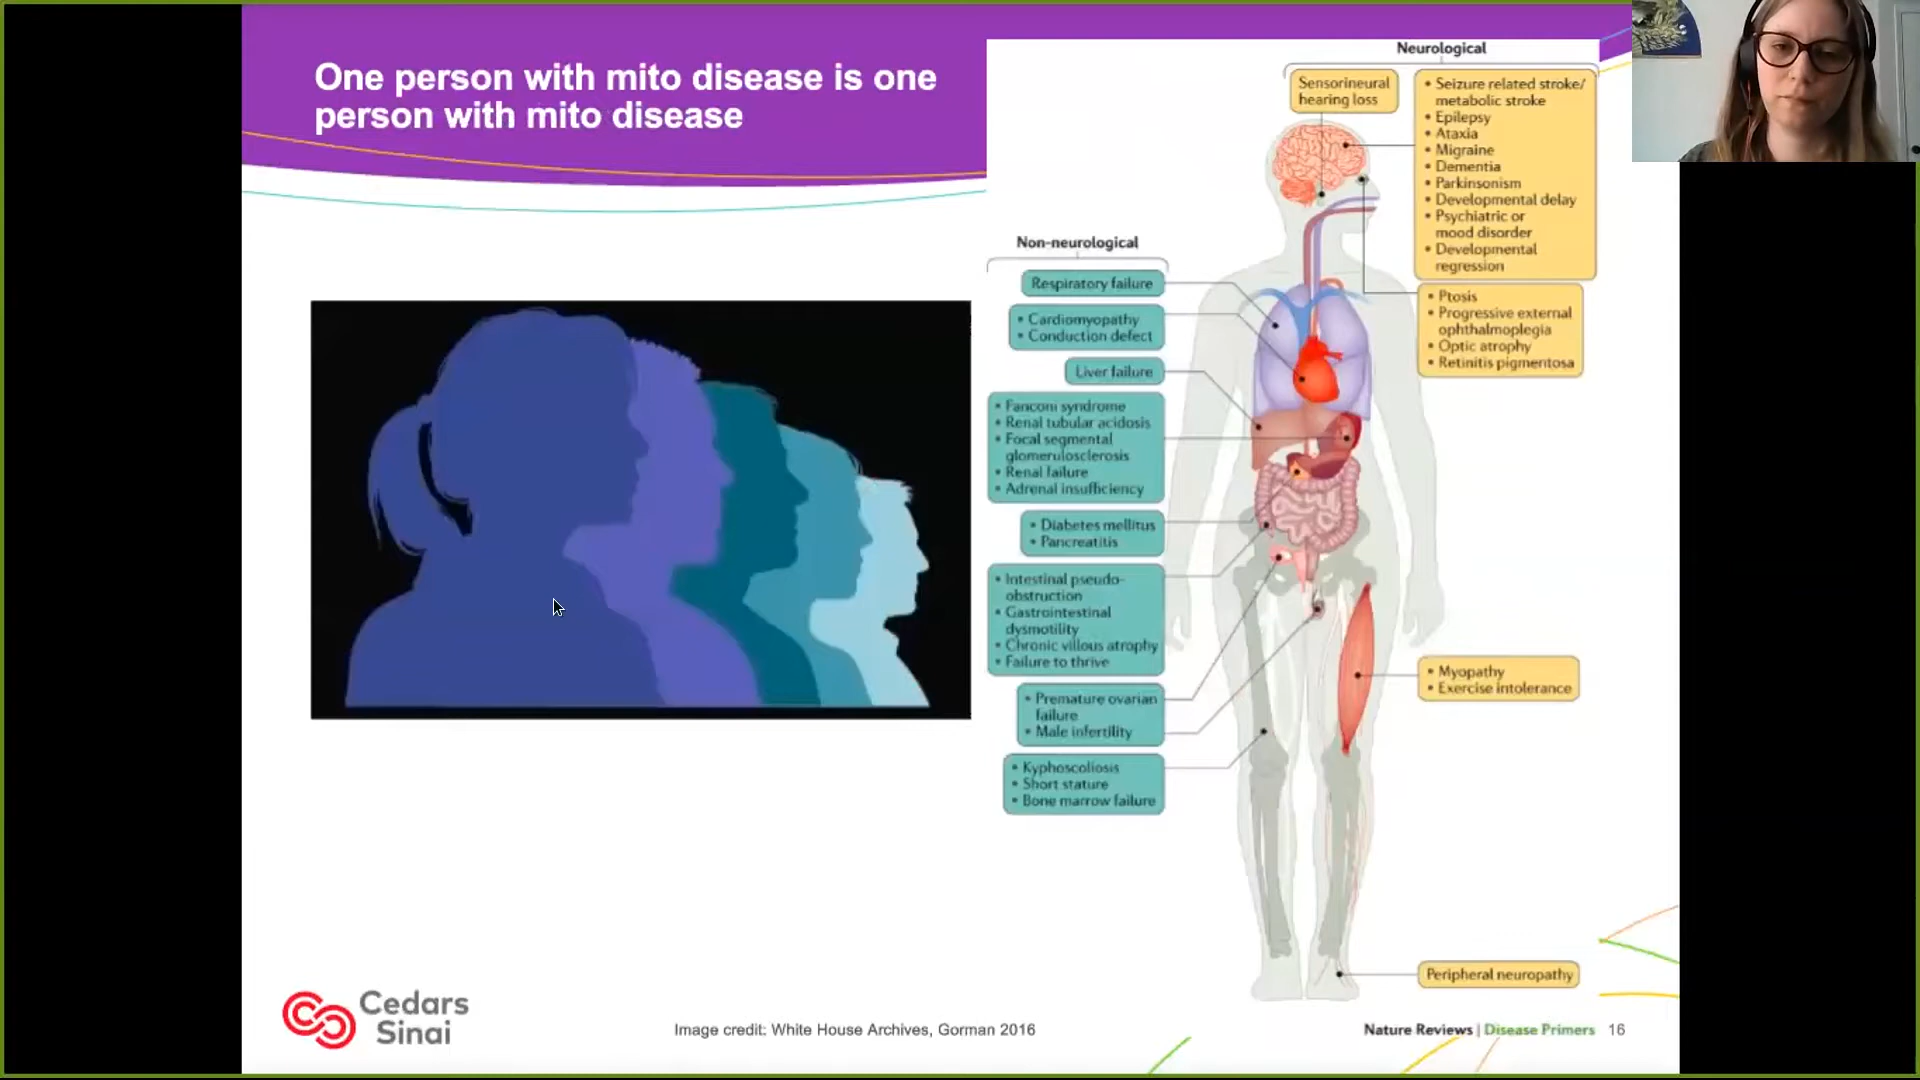 One person with mito disease is one
person with mito disease
Neurological
Sensorineural
hearing loss
• Seizure related stroke/
metabolic stroke
• Epilepsy
• Ataxia
• Migraine
• Dementia
• Parkinsonism
• Developmental delay
• Psychiatric or
mood disorder
• Developmental
regression
• Ptosis
• Progressive external
ophthalmoplegia
• Optic atrophy
• Retinitis pigmentosa
Non-neurological
Respiratory failure
• Cardiomyopathy
• Conduction defect
Liver failure
• Fanconi syndrome
• Renal tubular acidosis
• Focal segmental
glomerulosclerosis
• Renal failure
• Adrenal insufficiency
• Diabetes mellitus
• Pancreatitis
• Intestinal pseudo-
obstruction
• Gastrointestinal
dysmotility
• Chronic villous atrophy
• Failure to thrive
• Premature ovarian
failure
• Male infertility
• Kyphoscoliosis
• Short stature
• Bone marrow failure
• Myopathy
• Exercise intolerance
Peripheral neuropathy
Cedars
Sinai
Image credit: White House Archives, Gorman 2016
Nature Reviews | Disease Primers 16